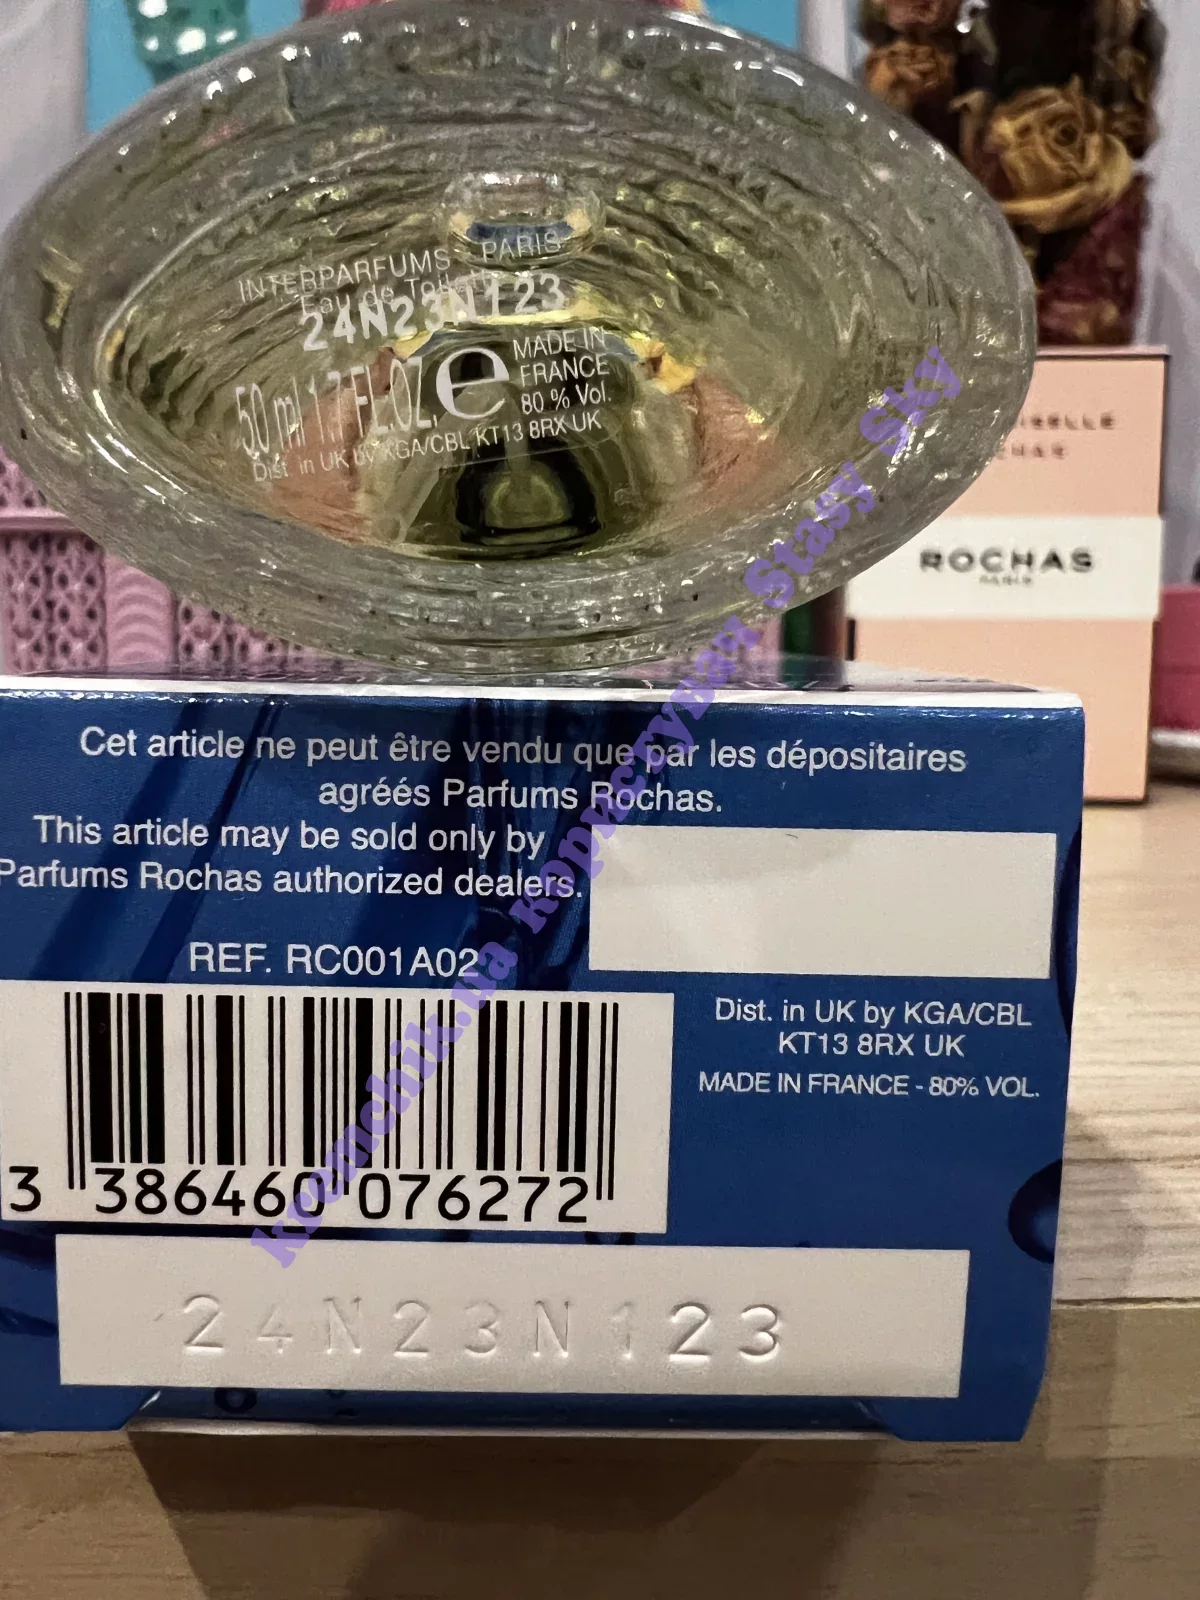 INTERPARFUMS - PARIS
Eau de Toilette
24N23N123
50 ml 1.7 FL.OZ. e
MADE IN
FRANCE
80 % Vol.
Dist. in UK by KGA/CBL KT13 8RX UK
ROCHAS
PARIS
Cet article ne peut être vendu que par les dépositaires
agréés Parfums Rochas.
This article may be sold only by
Parfums Rochas authorized dealers.
REF. RC001A02
Dist. in UK by KGA/CBL
KT13 8RX UK
MADE IN FRANCE - 80% VOL.
3 386460 076272
24N23N123
kremchik.ua користувач Stasy Sky